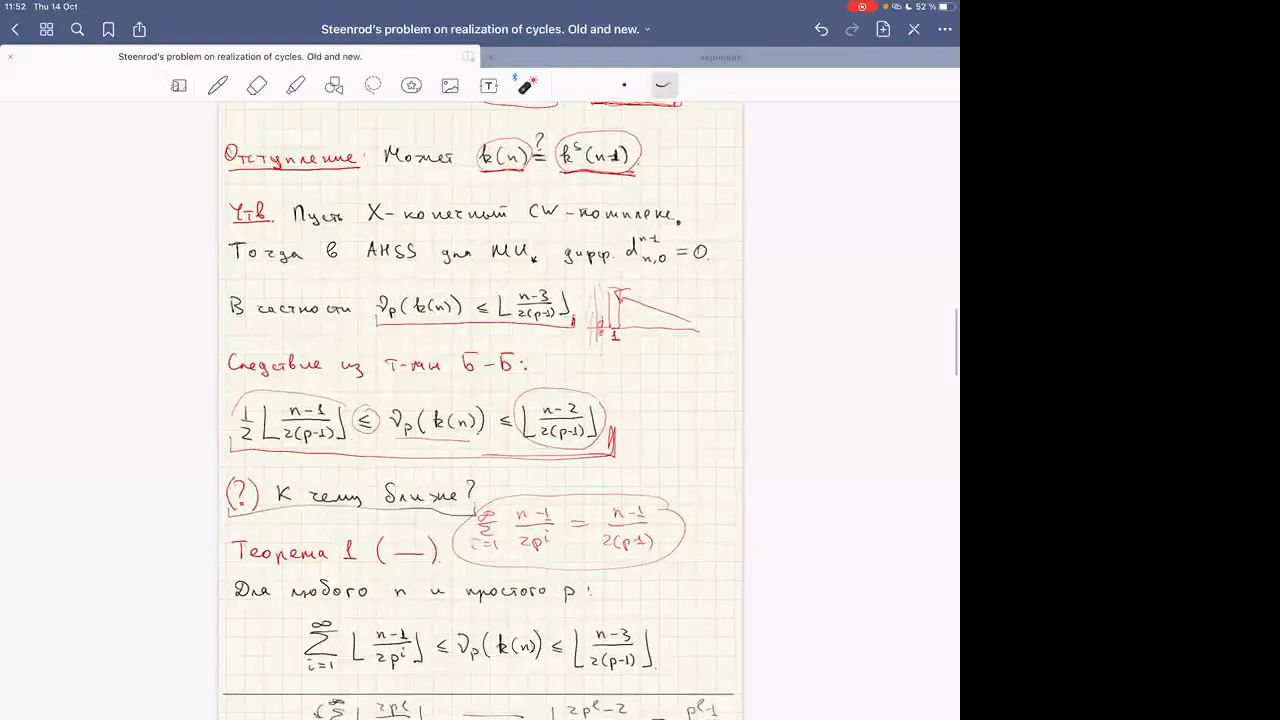 11:52 Thu 14 Oct
52 %
Steenrod's problem on realization of cycles. Old and new.
Steenrod's problem on realization of cycles. Old and new.
черновик
Отступление: Может k(n) ?= k^s(n-1)
Утв. Пусть X-конечный CW-комплекс.
Тогда в AHSS для MU_* дифф. d^{n-1}_{n,0} = 0.
В частности ν_p(k(n)) ≤ ⌊(n-3)/(2(p-1))⌋.
1
Следствие из т-мы Б-Б:
1/2 ⌊(n-1)/(2(p-1))⌋ ≤ ν_p(k(n)) ≤ ⌊(n-2)/(2(p-1))⌋
(?) К чему ближе?
∑_{i=1}^∞ (n-1)/(2p^i) = (n-1)/(2(p-1))
Теорема 1 (—).
Для любого n и простого p:
∑_{i=1}^∞ ⌊(n-1)/(2p^i)⌋ ≤ ν_p(k(n)) ≤ ⌊(n-3)/(2(p-1))⌋.